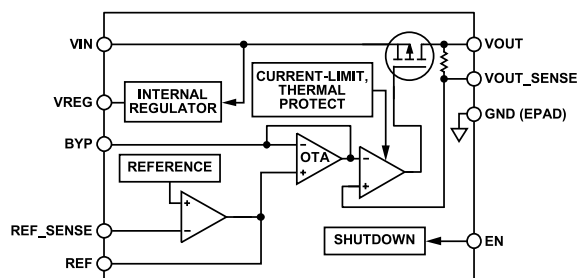 VIN
VOUT
CURRENT-LIMIT,
THERMAL
PROTECT
VOUT_SENSE
INTERNAL
REGULATOR
VREG
GND (EPAD)
BYP
−
OTA
+
−
+
REFERENCE
+
−
REF_SENSE
SHUTDOWN
EN
REF